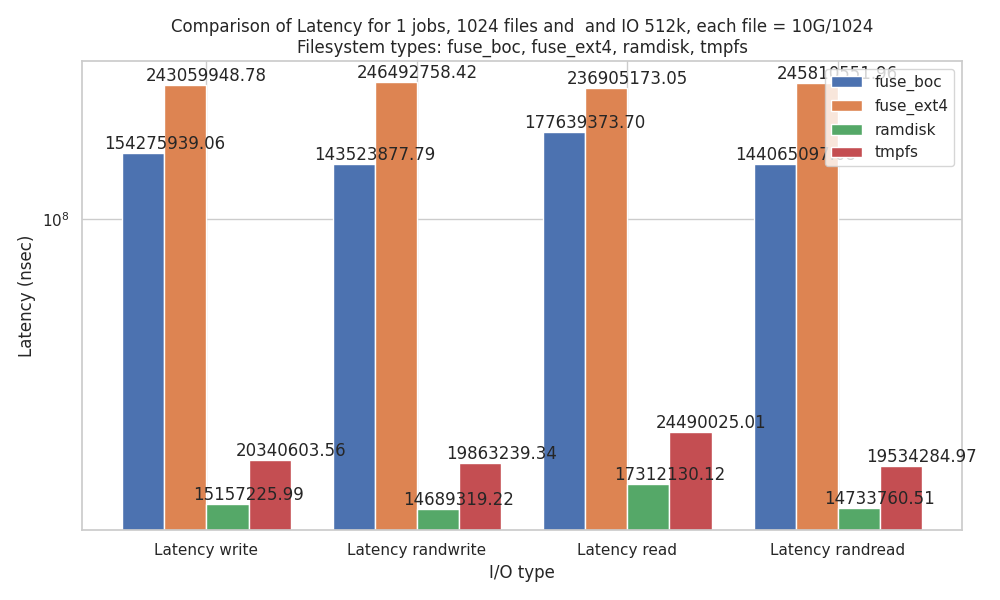 Comparison of Latency for 1 jobs, 1024 files and  and IO 512k, each file = 10G/1024
Filesystem types: fuse_boc, fuse_ext4, ramdisk, tmpfs
243059948.78
246492758.42
236905173.05
245810551.96
fuse_boc
fuse_ext4
ramdisk
tmpfs
154275939.06
143523877.79
177639373.70
10⁸
Latency (nsec)
20340603.56
19863239.34
24490025.01
19534284.97
15157225.99
14689319.22
17312130.12
14733760.51
Latency write
Latency randwrite
Latency read
Latency randread
I/O type